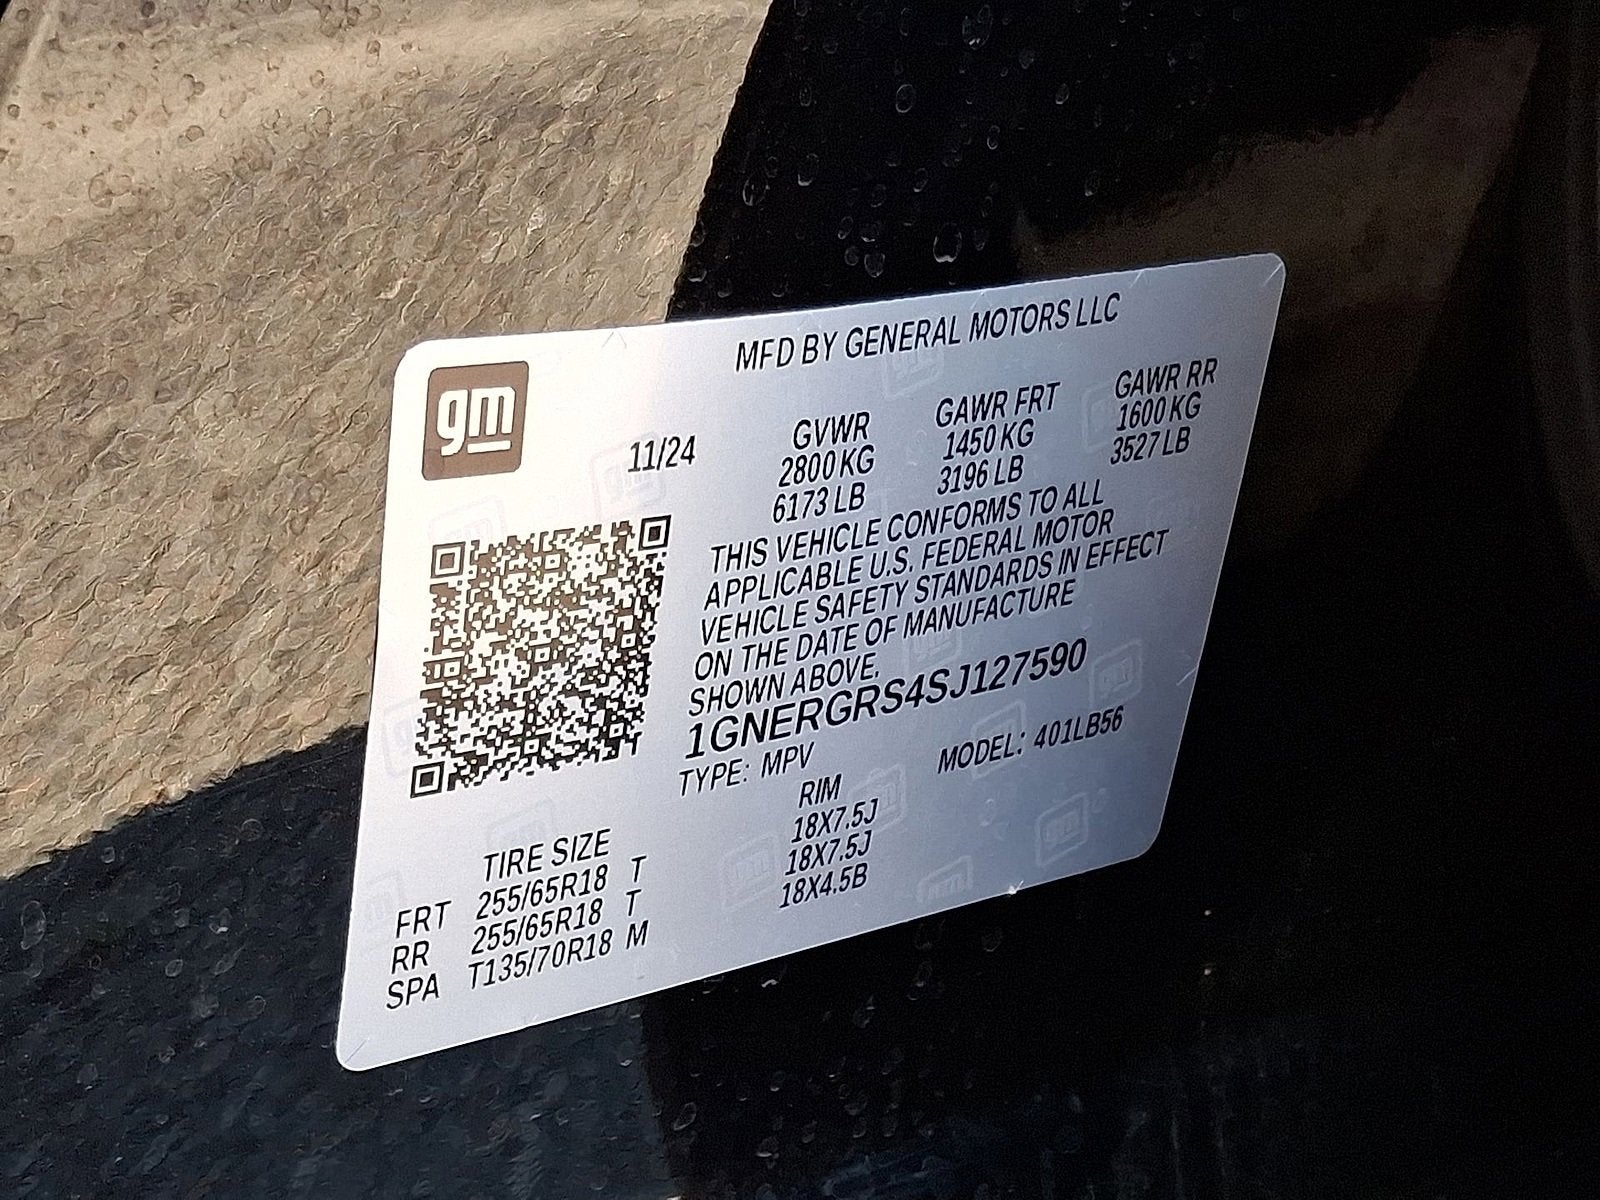 MFD BY GENERAL MOTORS LLC
gm
11/24
GVWR GAWR FRT GAWR RR
2800 KG 1450 KG 1600 KG
6173 LB 3196 LB 3527 LB
THIS VEHICLE CONFORMS TO ALL
APPLICABLE U.S. FEDERAL MOTOR
VEHICLE SAFETY STANDARDS IN EFFECT
ON THE DATE OF MANUFACTURE
SHOWN ABOVE.
1GNERGRS4SJ127590
TYPE: MPV MODEL: 401LB56
TIRE SIZE RIM
FRT 255/65R18 T 18X7.5J
RR 255/65R18 T 18X7.5J
SPA T135/70R18 M 18X4.5B